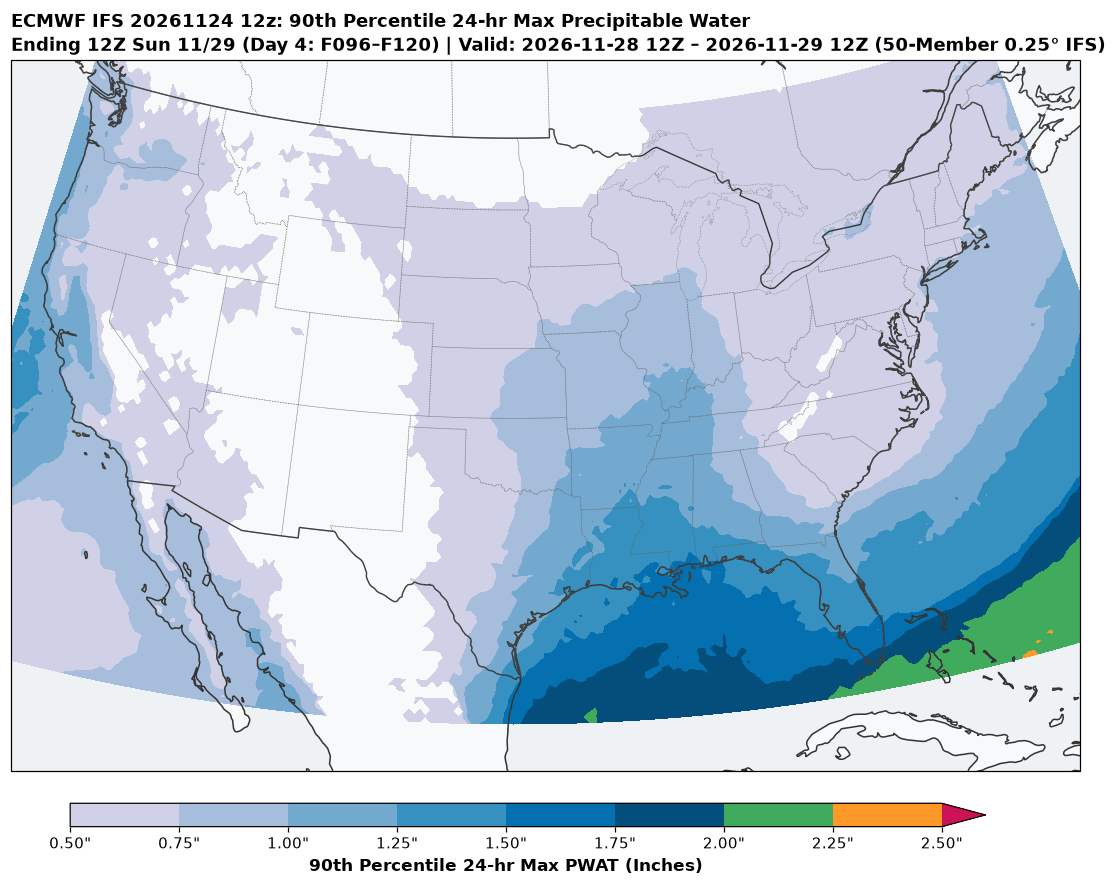 ECMWF IFS 20261124 12z: 90th Percentile 24-hr Max Precipitable Water
Ending 12Z Sun 11/29 (Day 4: F096–F120) | Valid: 2026-11-28 12Z – 2026-11-29 12Z (50-Member 0.25° IFS)
0.50" 0.75" 1.00" 1.25" 1.50" 1.75" 2.00" 2.25" 2.50"
90th Percentile 24-hr Max PWAT (Inches)